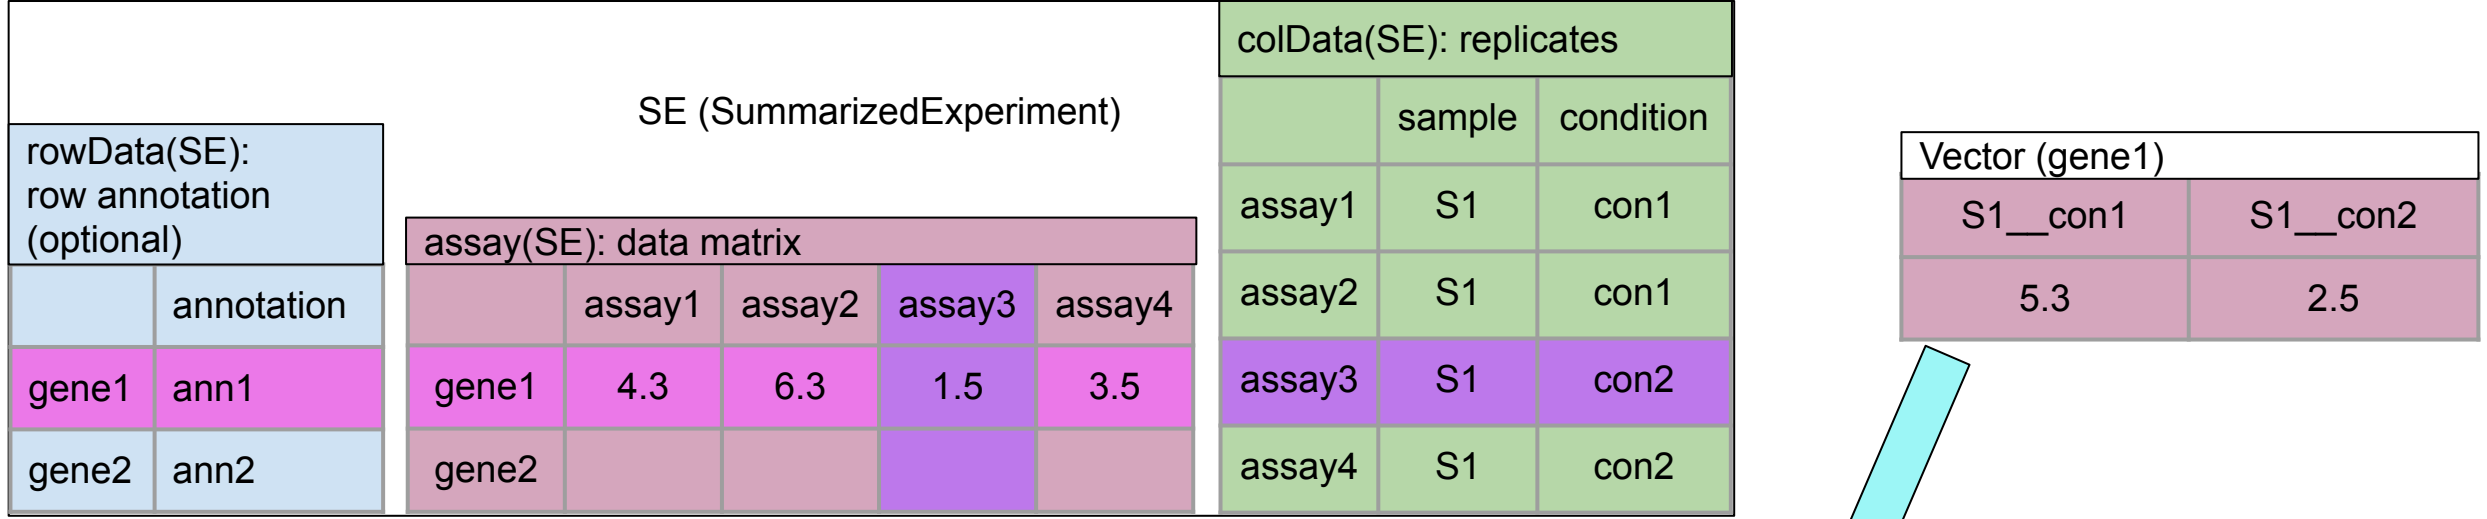 SE (SummarizedExperiment)
rowData(SE):
row annotation
(optional)
annotation
gene1 ann1
gene2 ann2
assay(SE): data matrix
assay1 assay2 assay3 assay4
gene1 4.3 6.3 1.5 3.5
gene2
colData(SE): replicates
sample condition
assay1 S1 con1
assay2 S1 con1
assay3 S1 con2
assay4 S1 con2
Vector (gene1)
S1__con1 S1__con2
5.3 2.5